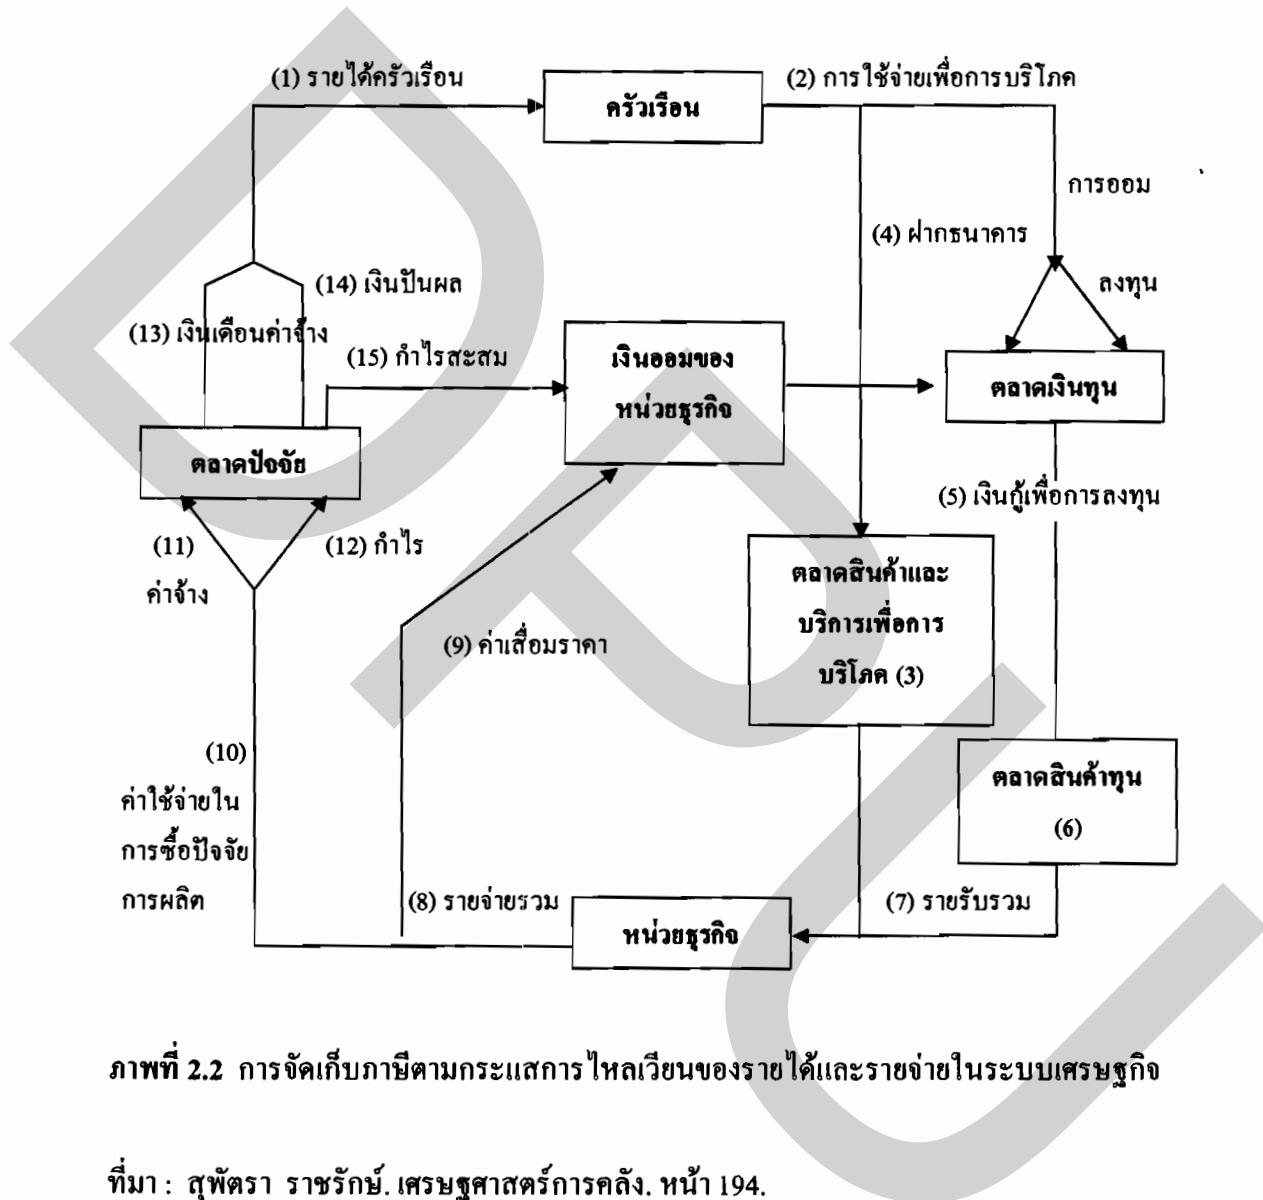 (1) รายได้ครัวเรือน
ครัวเรือน
(2) การใช้จ่ายเพื่อการบริโภค
การออม
(4) ฝากธนาคาร
ลงทุน
(14) เงินปันผล
(13) เงินเดือนค่าจ้าง
(15) กำไรสะสม
เงินออมของ
หน่วยธุรกิจ
ตลาดเงินทุน
ตลาดปัจจัย
(5) เงินกู้เพื่อการลงทุน
(11)
ค่าจ้าง
(12) กำไร
ตลาดสินค้าและ
บริการเพื่อการ
บริโภค (3)
(9) ค่าเสื่อมราคา
(10)
ค่าใช้จ่ายใน
การซื้อปัจจัย
การผลิต
ตลาดสินค้าทุน
(6)
(8) รายจ่ายรวม
หน่วยธุรกิจ
(7) รายรับรวม
ภาพที่ 2.2 การจัดเก็บภาษีตามกระแสการไหลเวียนของรายได้และรายจ่ายในระบบเศรษฐกิจ
ที่มา : สุพัตรา ราชรักษ์. เศรษฐศาสตร์การคลัง. หน้า 194.
DPU